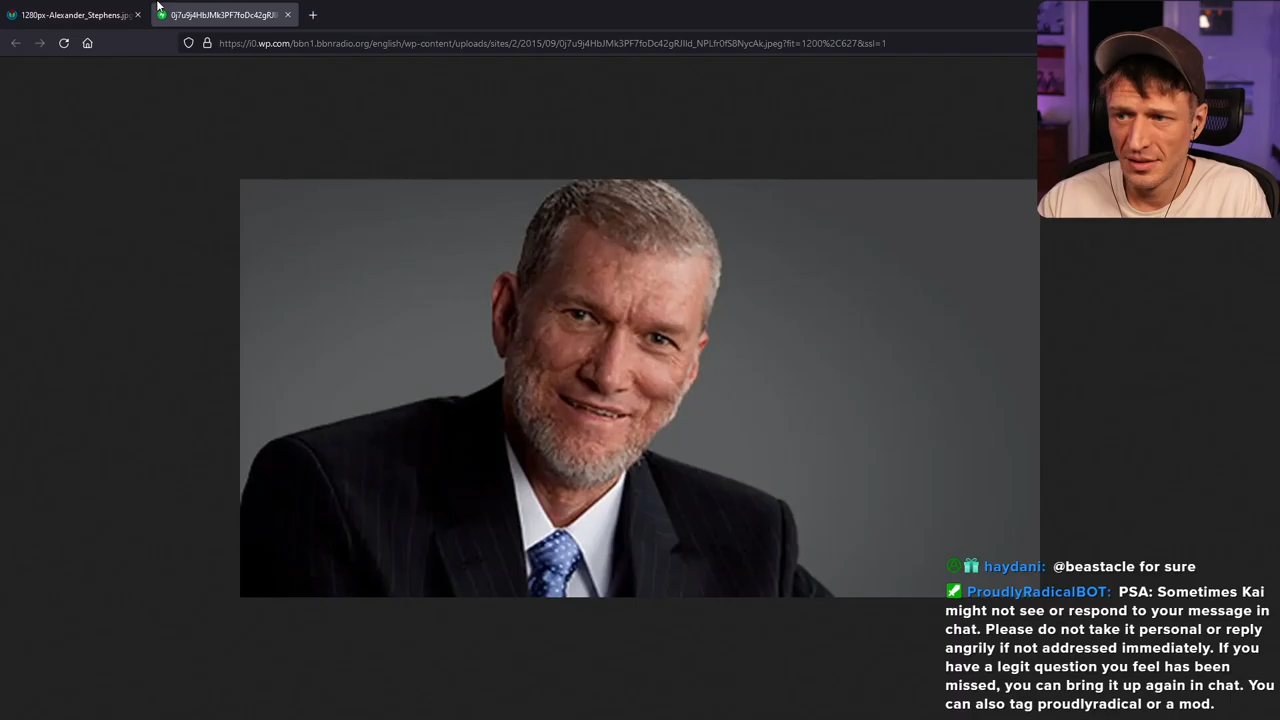 1280px-Alexander_Stephens.jpg
0j7u9j4HbJMk3PF7foDc42gRJII
https://i0.wp.com/bbn1.bbnradio.org/english/wp-content/uploads/sites/2/2015/09/0j7u9j4HbJMk3PF7foDc42gRJIId_NPLfr0fS8NycAk.jpeg?fit=1200%2C627&ssl=1
haydani: @beastacle for sure
ProudlyRadicalBOT: PSA: Sometimes Kai
might not see or respond to your message in
chat. Please do not take it personal or reply
angrily if not addressed immediately. If you
have a legit question you feel has been
missed, you can bring it up again in chat. You
can also tag proudlyradical or a mod.